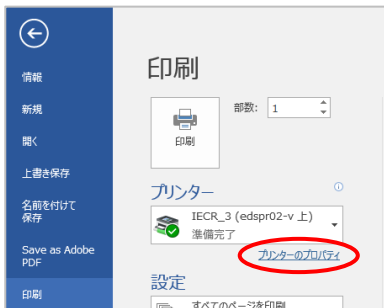 情報
新規
開く
上書き保存
名前を付けて
保存
Save as Adobe
PDF
印刷
印刷
印刷
部数: 1
プリンター
IECR_3 (edspr02-v 上)
準備完了
プリンターのプロパティ
設定
すべてのページを印刷